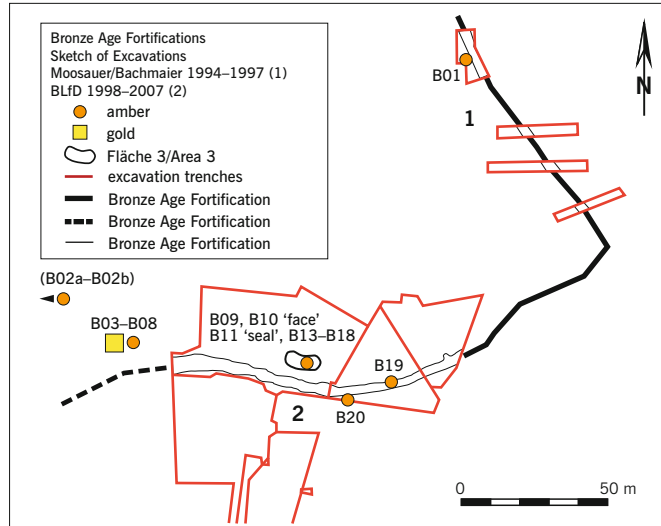 Bronze Age Fortifications
Sketch of Excavations
Moosauer/Bachmaier 1994–1997 (1)
BLfD 1998–2007 (2)
amber
gold
Fläche 3/Area 3
excavation trenches
Bronze Age Fortification
Bronze Age Fortification
Bronze Age Fortification
B01
N
1
(B02a–B02b)
B03–B08
B09, B10 ‘face’
B11 ‘seal’, B13–B18
B19
B20
2
0 50 m